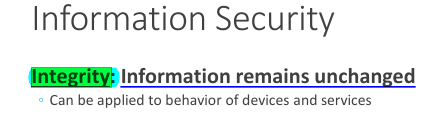 Information Security
Integrity: Information remains unchanged
◦ Can be applied to behavior of devices and services